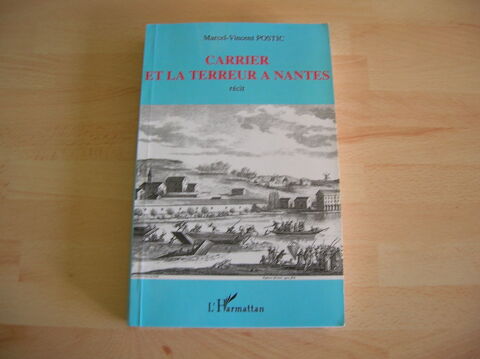 Marcel-Vincent POSTIC
CARRIER
ET LA TERREUR A NANTES
récit
L'Harmattan